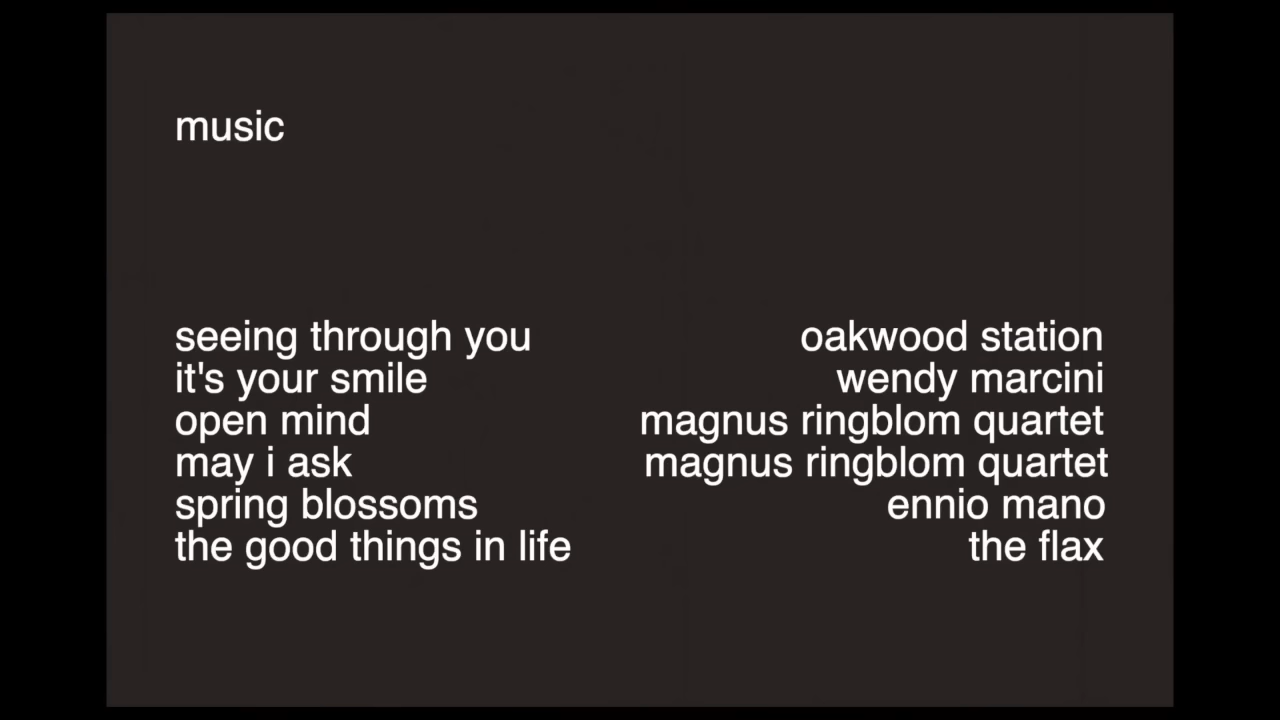 music
seeing through you oakwood station
it's your smile wendy marcini
open mind magnus ringblom quartet
may i ask magnus ringblom quartet
spring blossoms ennio mano
the good things in life the flax